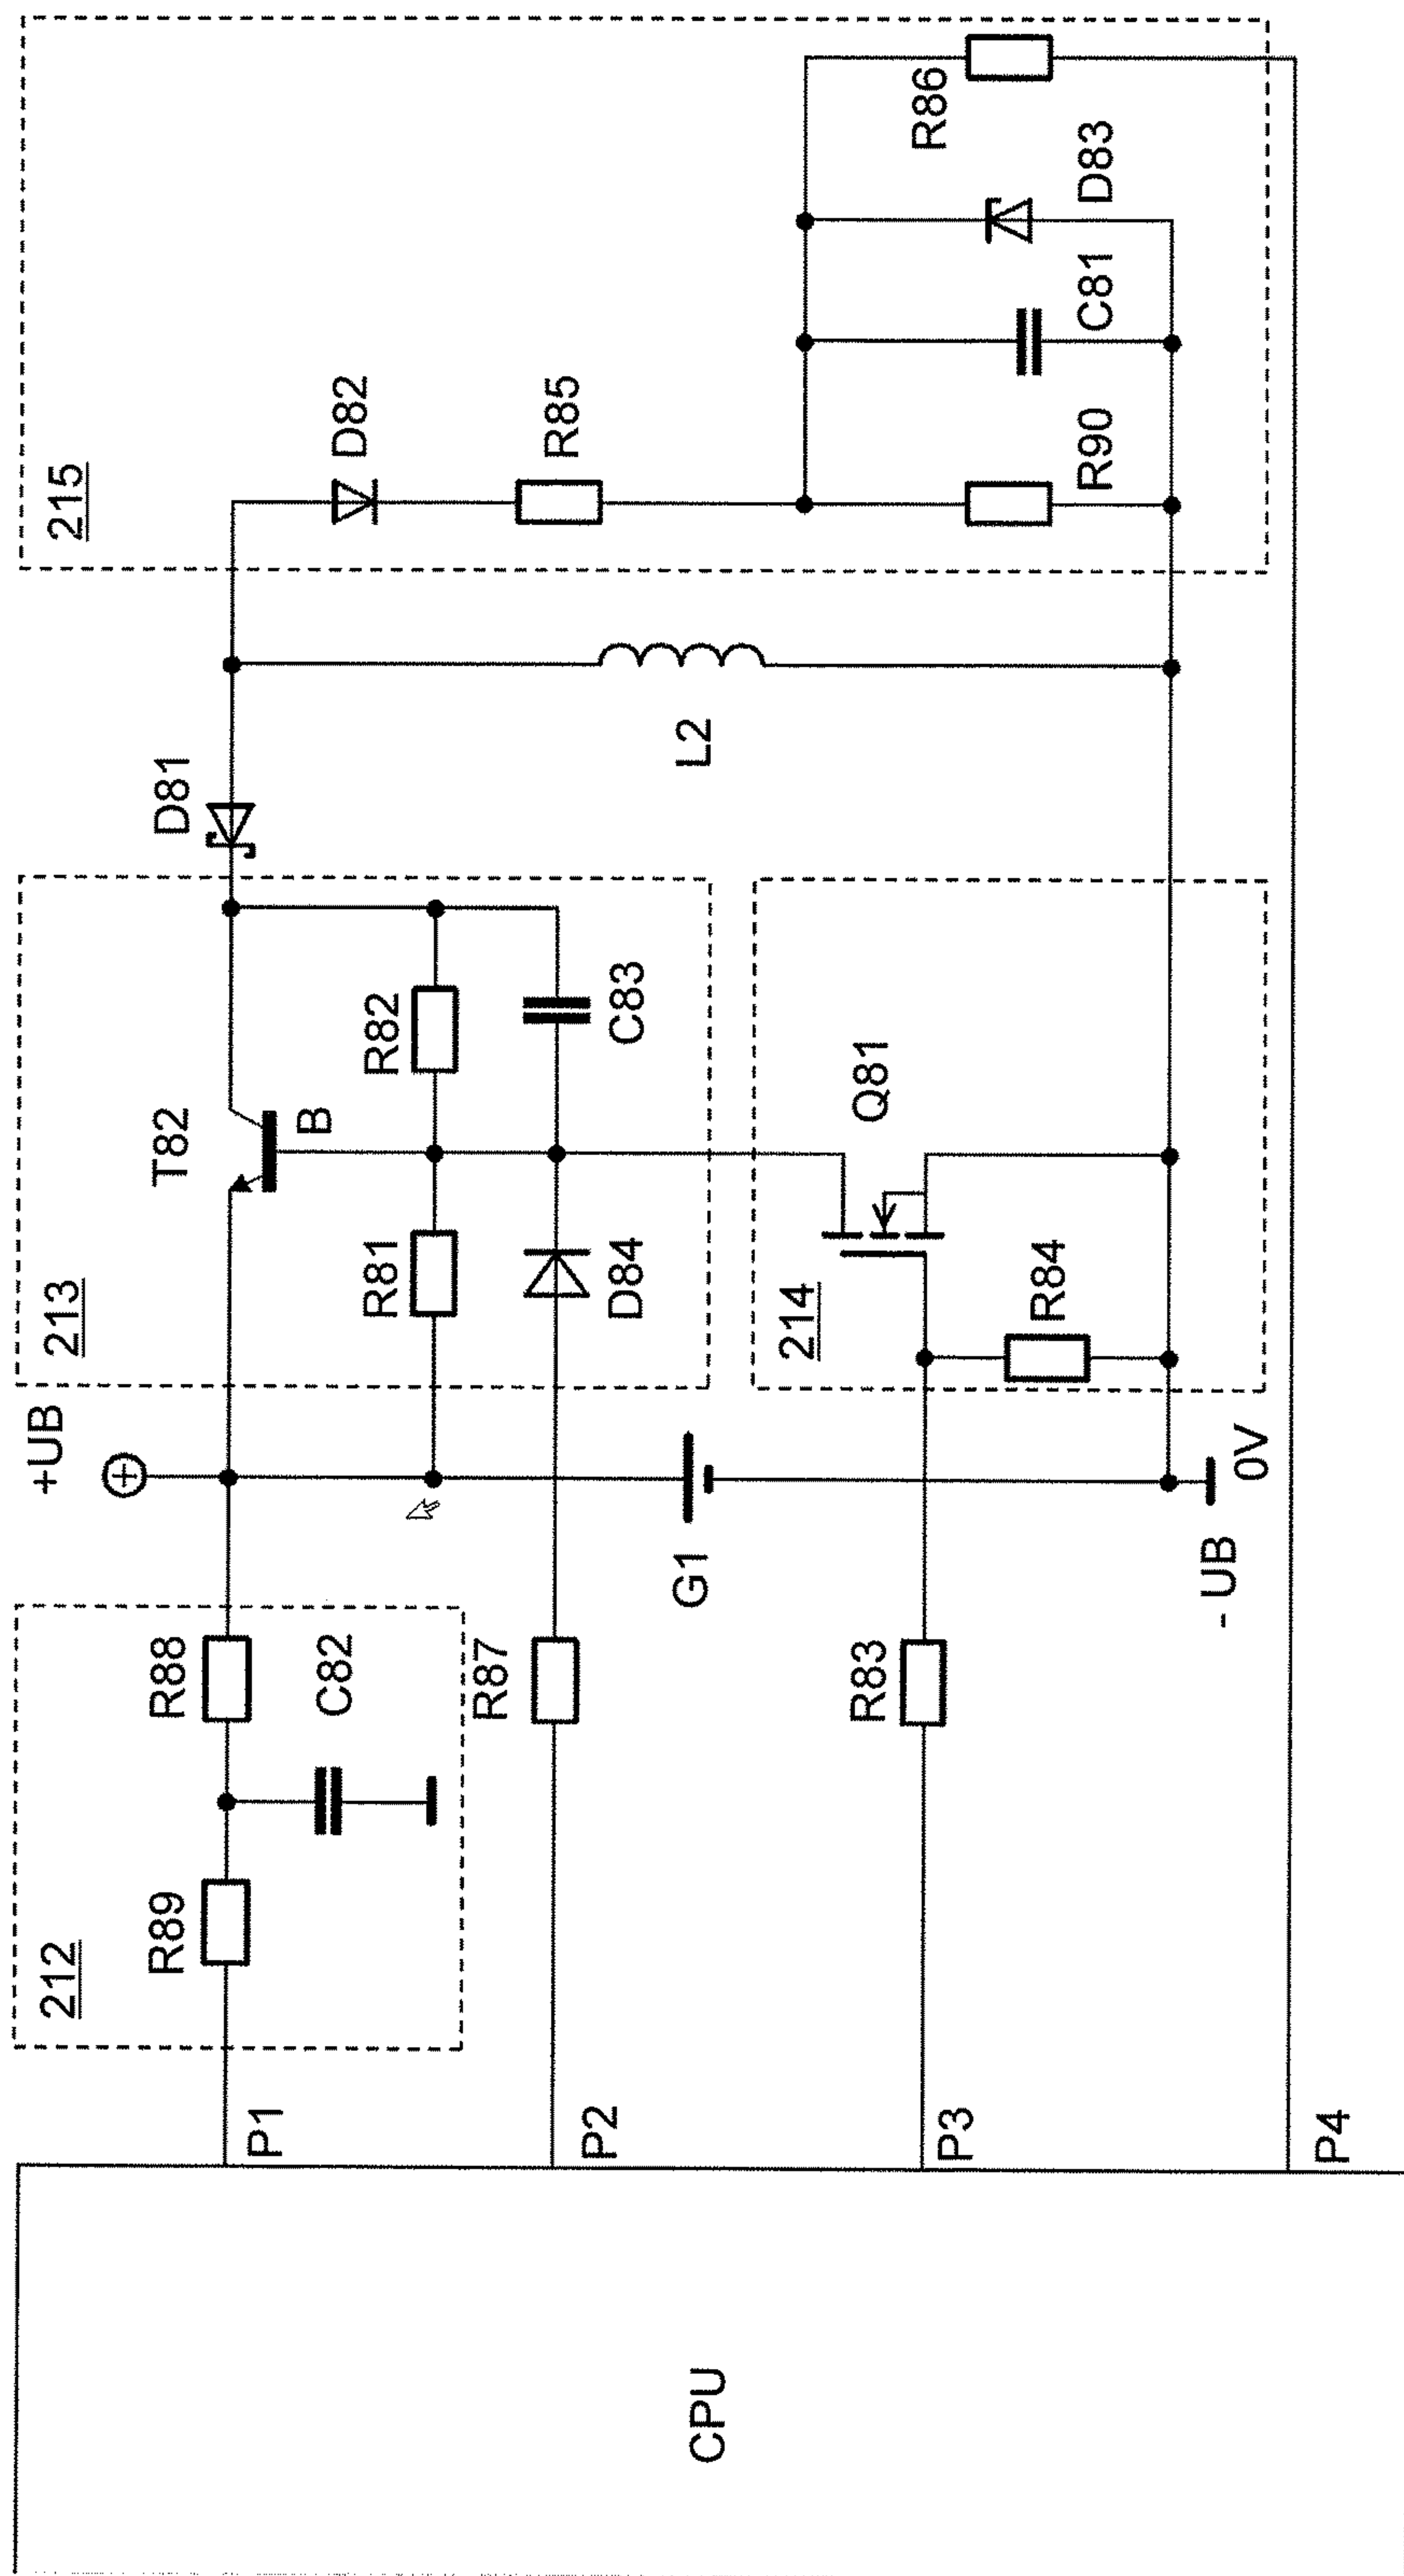 CPU
P1
P2
P3
P4
212
R89
R88
C82
R87
R83
+UB
G1
- UB
0V
213
T82
B
R81
R82
D84
C83
214
Q81
R84
D81
L2
215
D82
R85
R90
C81
D83
R86